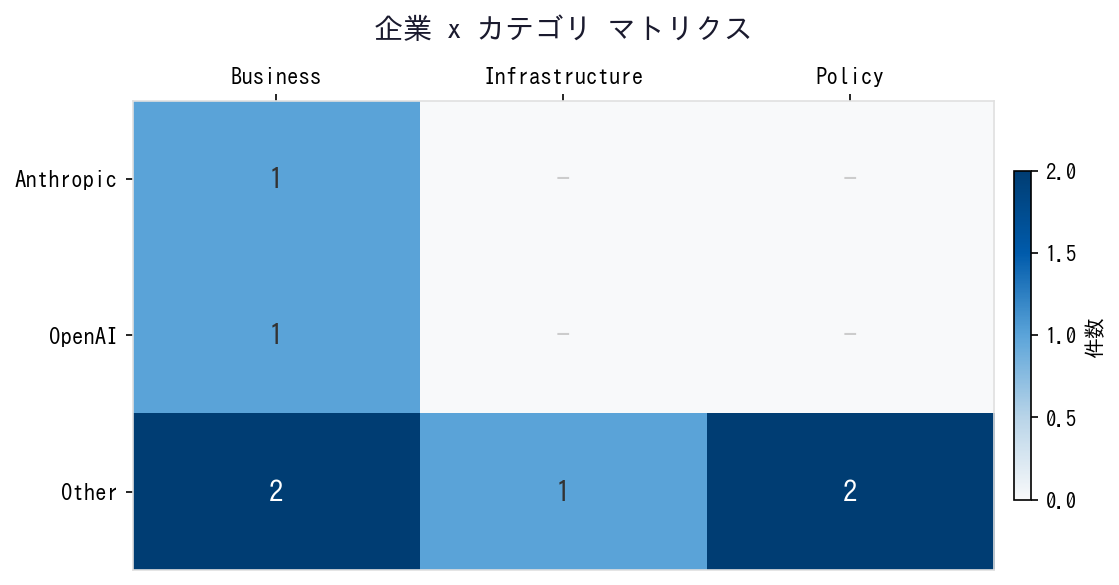 企業 x カテゴリ マトリクス
Business Infrastructure Policy
Anthropic 1 – –
OpenAI 1 – –
Other 2 1 2
2.0
1.5
1.0
0.5
0.0
件数